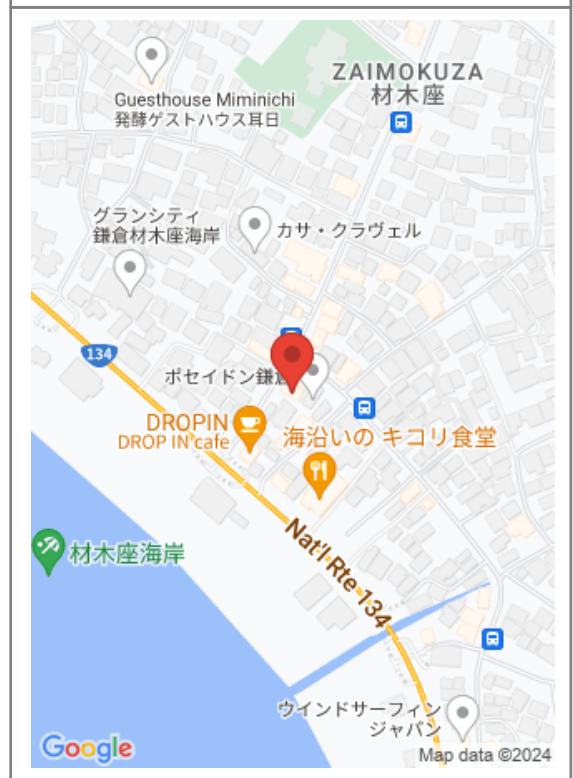 ZAIMOKUZA
材木座
Guesthouse Miminichi
発酵ゲストハウス耳日
グランシティ
鎌倉材木座海岸
カサ・クラヴェル
134
ポセイドン鎌倉
DROPIN
DROP IN cafe
海沿いの キコリ食堂
Nat'l Rte 134
材木座海岸
ウインドサーフィン
ジャパン
Google
Map data ©2024